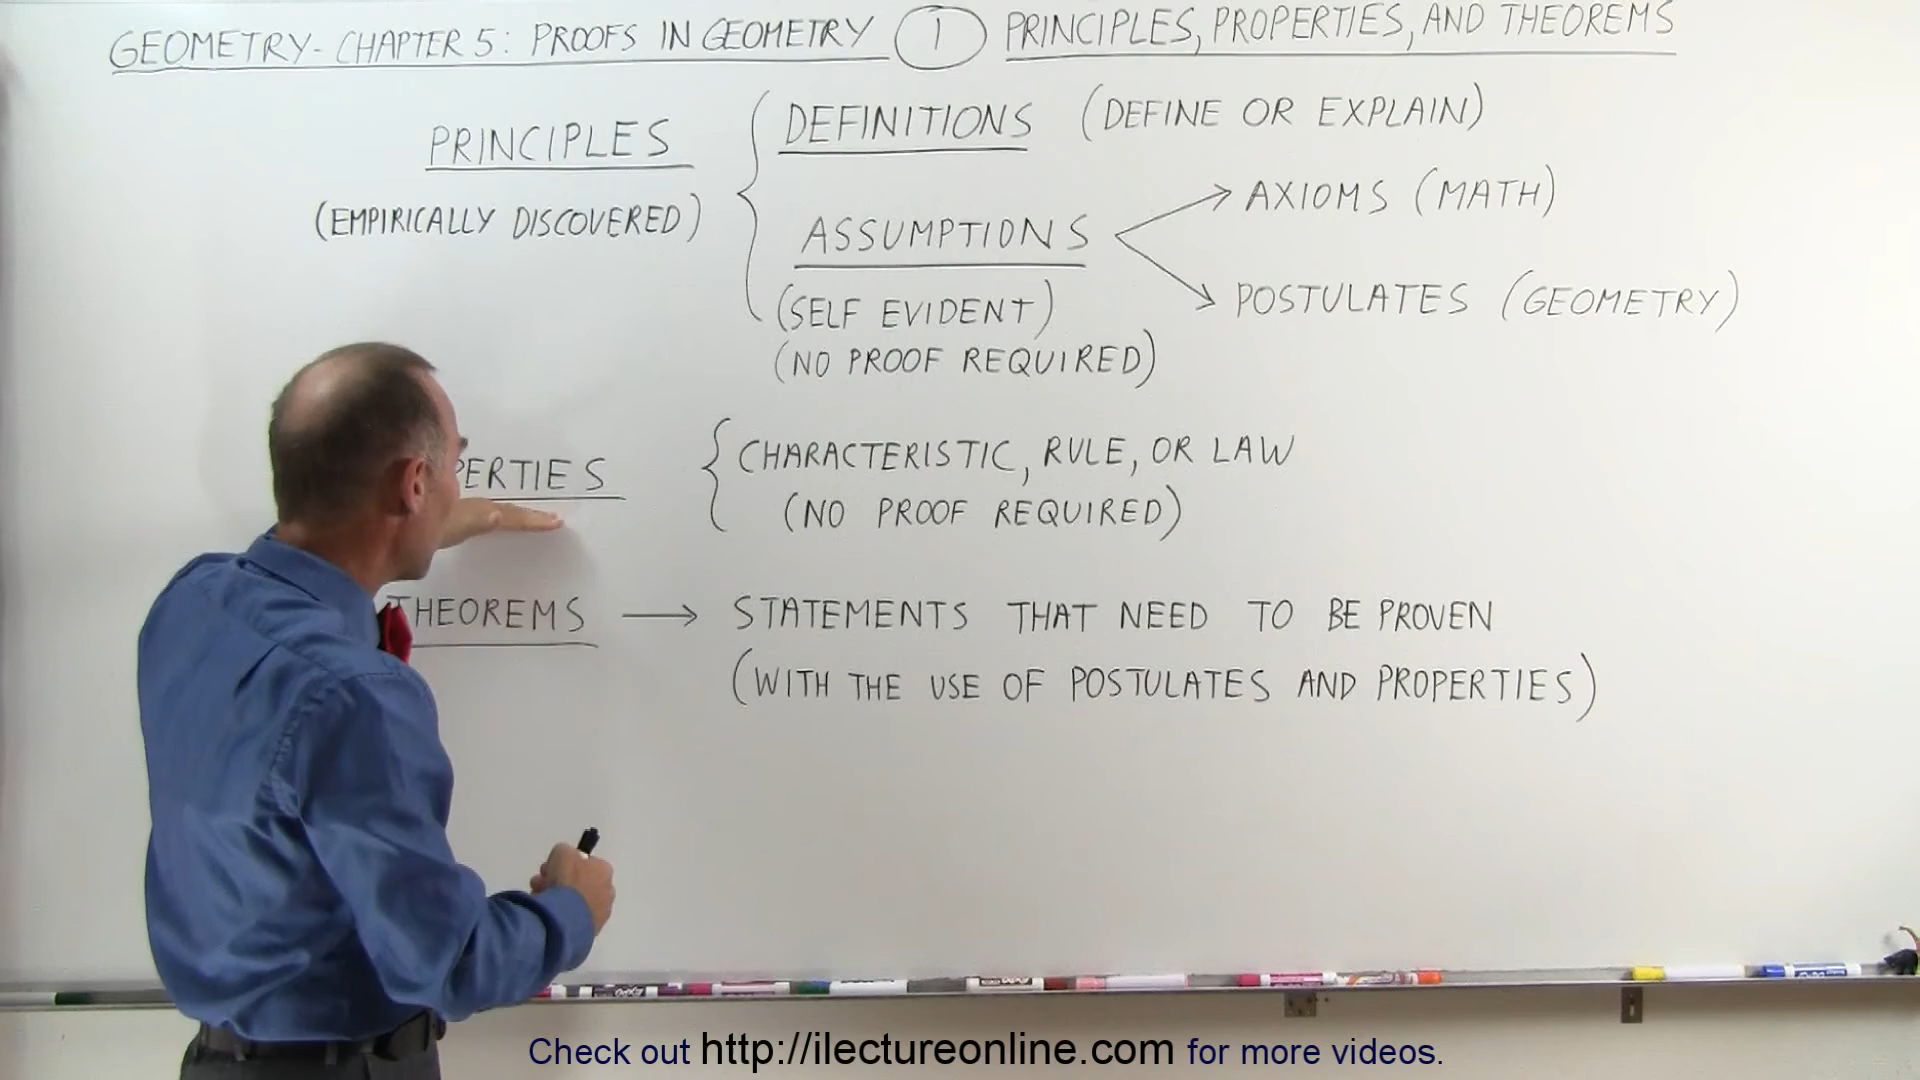 GEOMETRY- CHAPTER 5: PROOFS IN GEOMETRY 1 PRINCIPLES, PROPERTIES, AND THEOREMS
PRINCIPLES
(EMPIRICALLY DISCOVERED)
DEFINITIONS (DEFINE OR EXPLAIN)
ASSUMPTIONS
AXIOMS (MATH)
POSTULATES (GEOMETRY)
(SELF EVIDENT)
(NO PROOF REQUIRED)
PERTIES
CHARACTERISTIC, RULE, OR LAW
(NO PROOF REQUIRED)
THEOREMS → STATEMENTS THAT NEED TO BE PROVEN
(WITH THE USE OF POSTULATES AND PROPERTIES)
Check out http://ilectureonline.com for more videos.